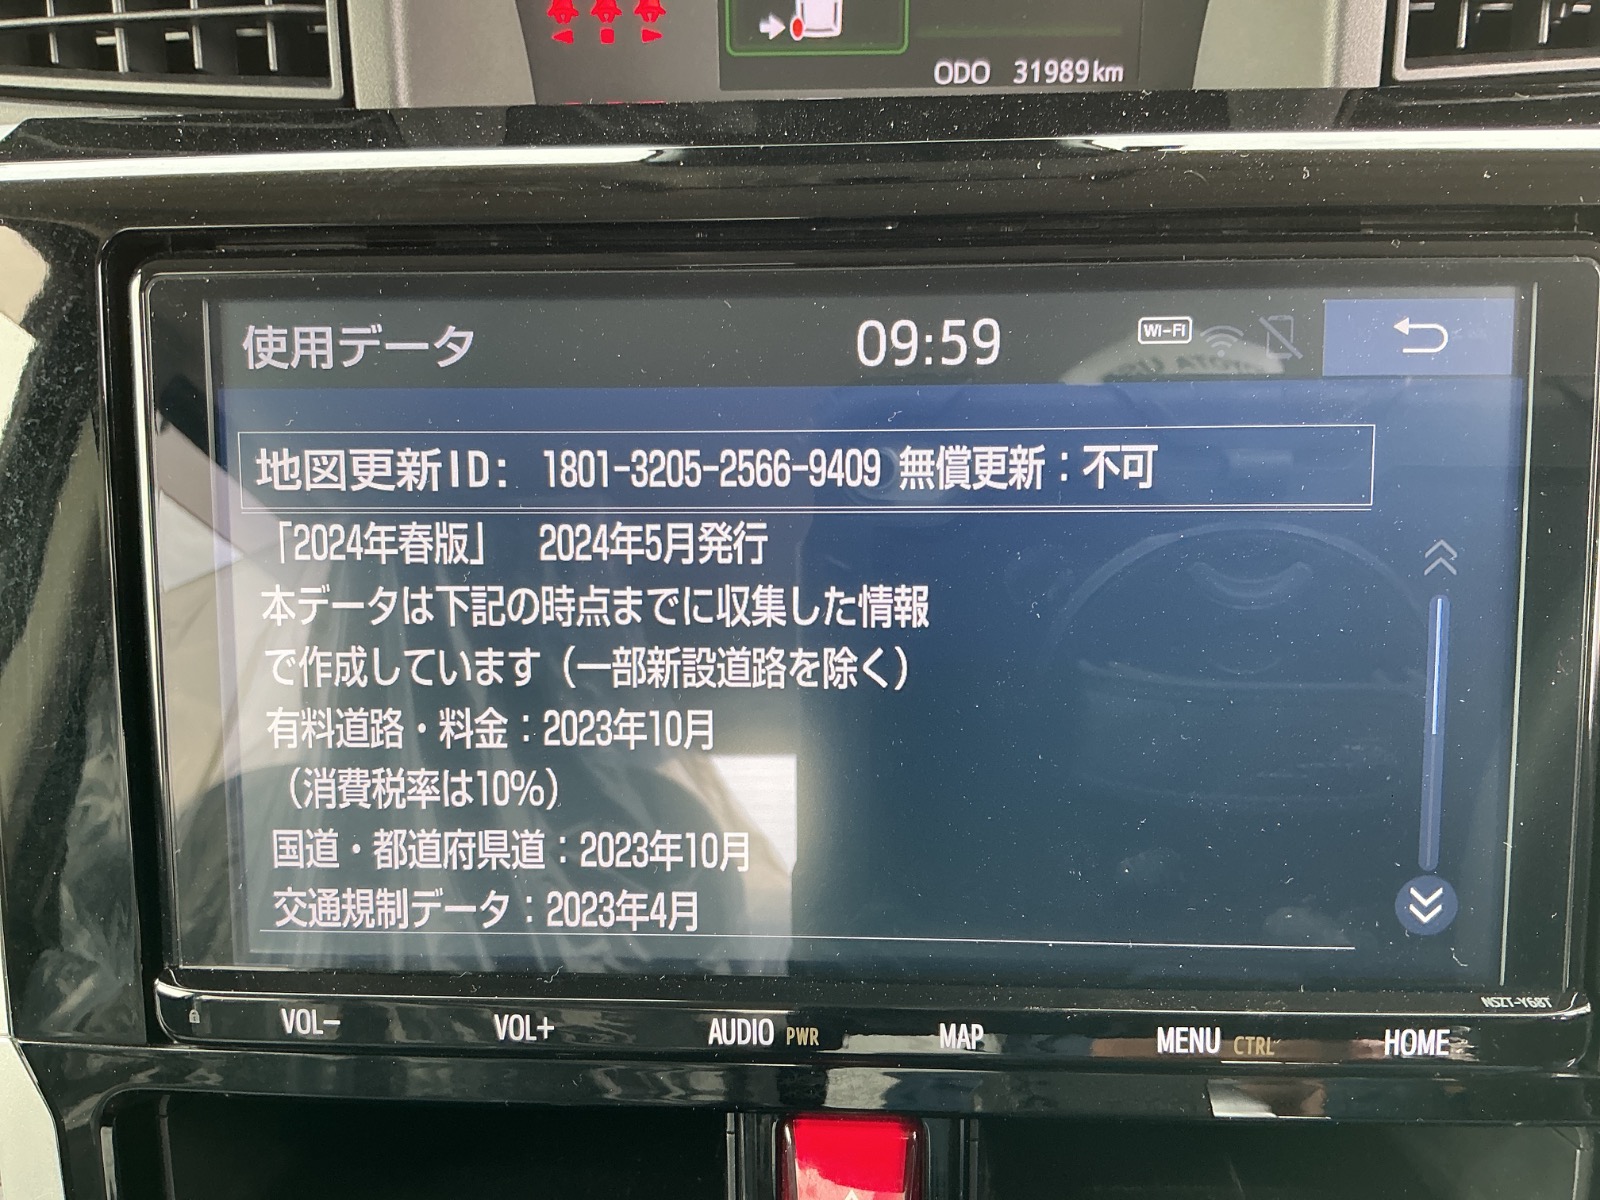 ODO 31989km
使用データ 09:59 Wi-Fi
地図更新ID: 1801-3205-2566-9409 無償更新：不可
「2024年春版」 2024年5月発行
本データは下記の時点までに収集した情報
で作成しています（一部新設道路を除く）
有料道路・料金：2023年10月
（消費税率は10%）
国道・都道府県道：2023年10月
交通規制データ：2023年4月
NSZT-Y68T
VOL− VOL+ AUDIO PWR MAP MENU CTRL HOME